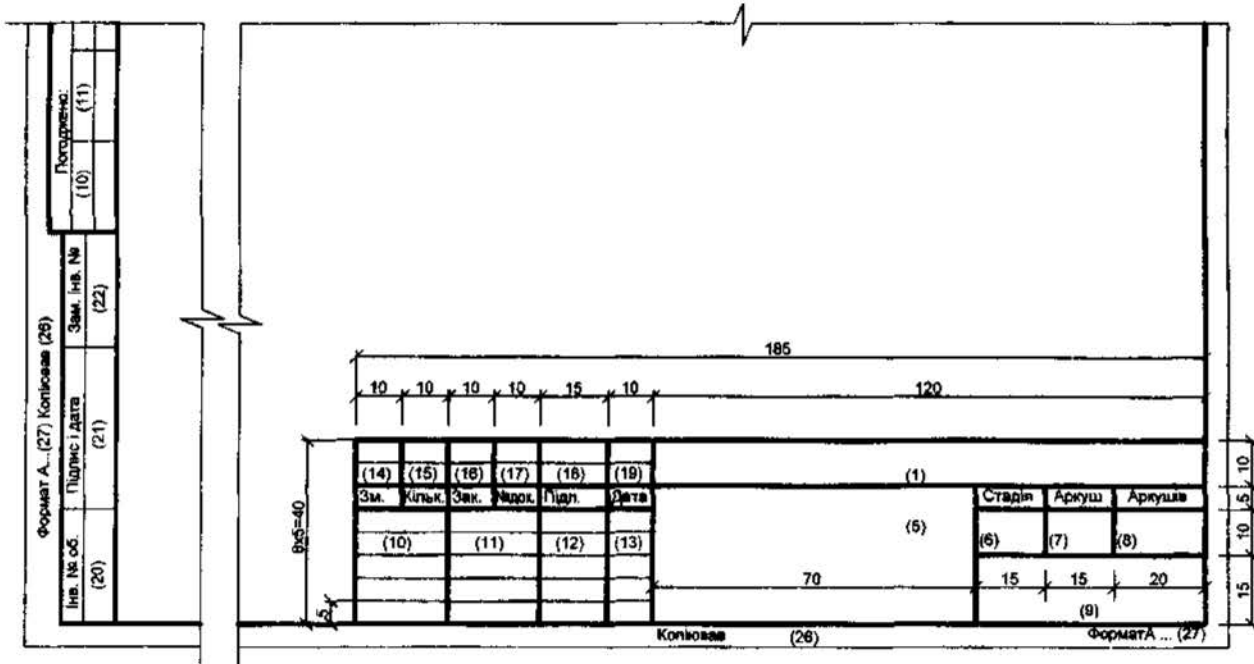 Погоджено:
(10) (11)
Зам. Інв. №
(22)
Підпис і дата
(21)
Інв. № об.
(20)
Формат А...(27) Копіював (26)
185
10 10 10 10 15 10 120
(14) (15) (16) (17) (18) (19) (1) 10
Зм. Кільк. Зак. №док. Підп. Дата Стадія Аркуш Аркушів 5
8х5=40
(10) (11) (12) (13) (5) (6) (7) (8) 10
70 15 15 20
5 (9) 15
Копіював (26) Формат А ... (27)